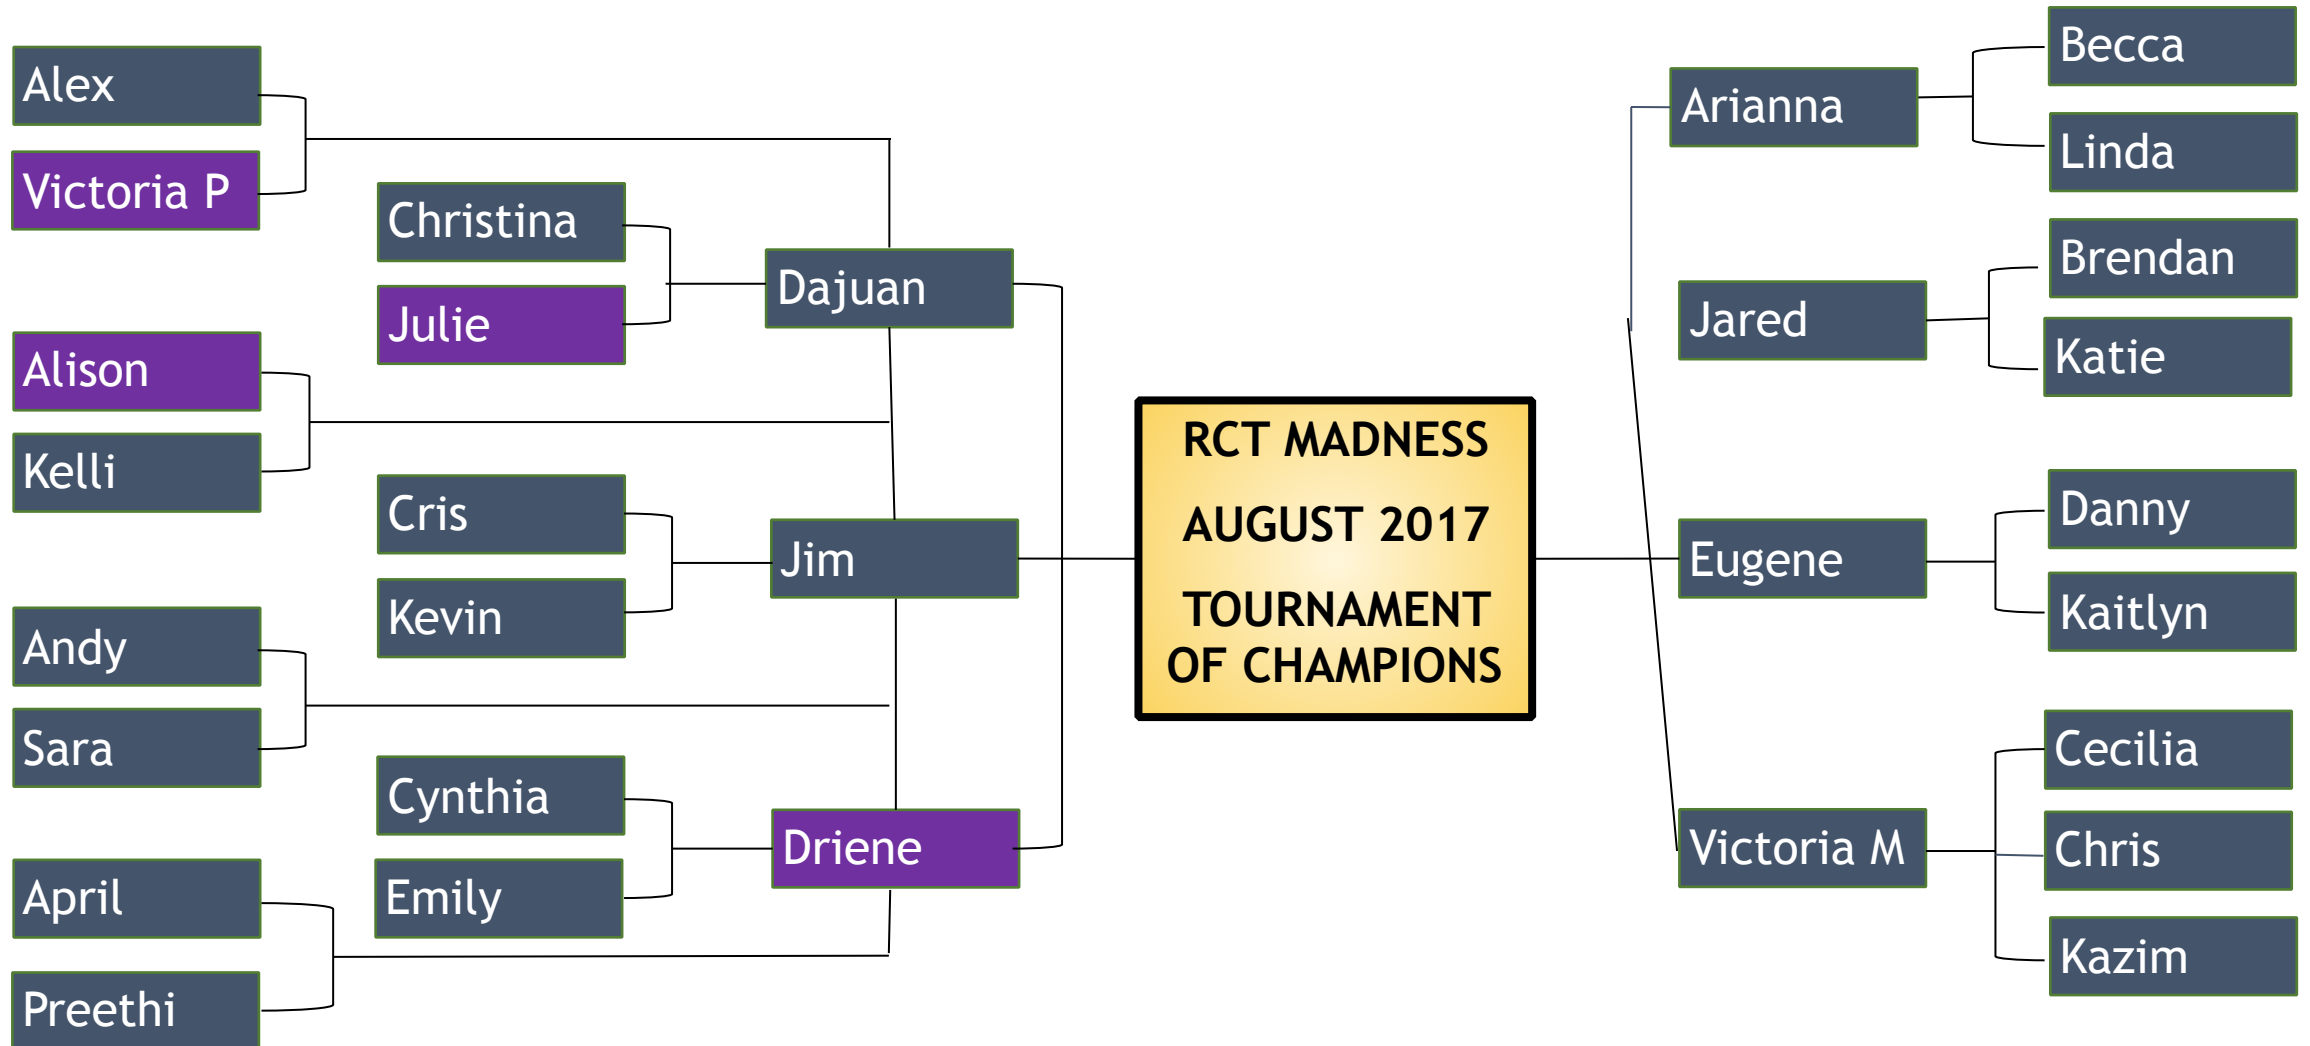 Alex
Victoria P
Alison
Kelli
Andy
Sara
April
Preethi
Christina
Julie
Cris
Kevin
Cynthia
Emily
Dajuan
Jim
Driene
RCT MADNESS
AUGUST 2017
TOURNAMENT
OF CHAMPIONS
Arianna
Jared
Eugene
Victoria M
Becca
Linda
Brendan
Katie
Danny
Kaitlyn
Cecilia
Chris
Kazim